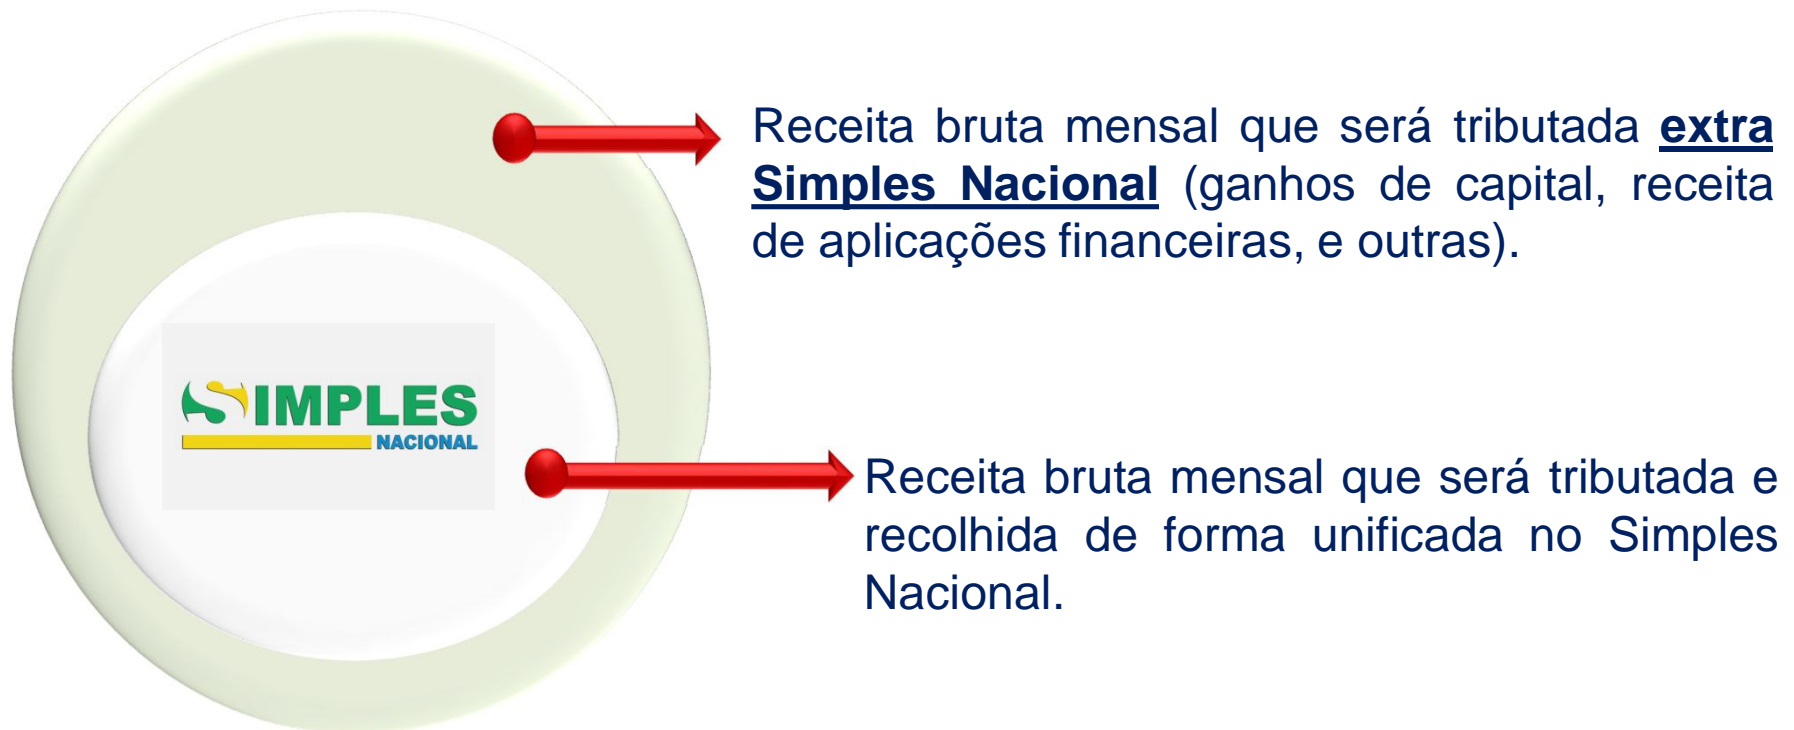 Receita bruta mensal que será tributada extra
Simples Nacional (ganhos de capital, receita
de aplicações financeiras, e outras).
SIMPLES
NACIONAL
Receita bruta mensal que será tributada e
recolhida de forma unificada no Simples
Nacional.